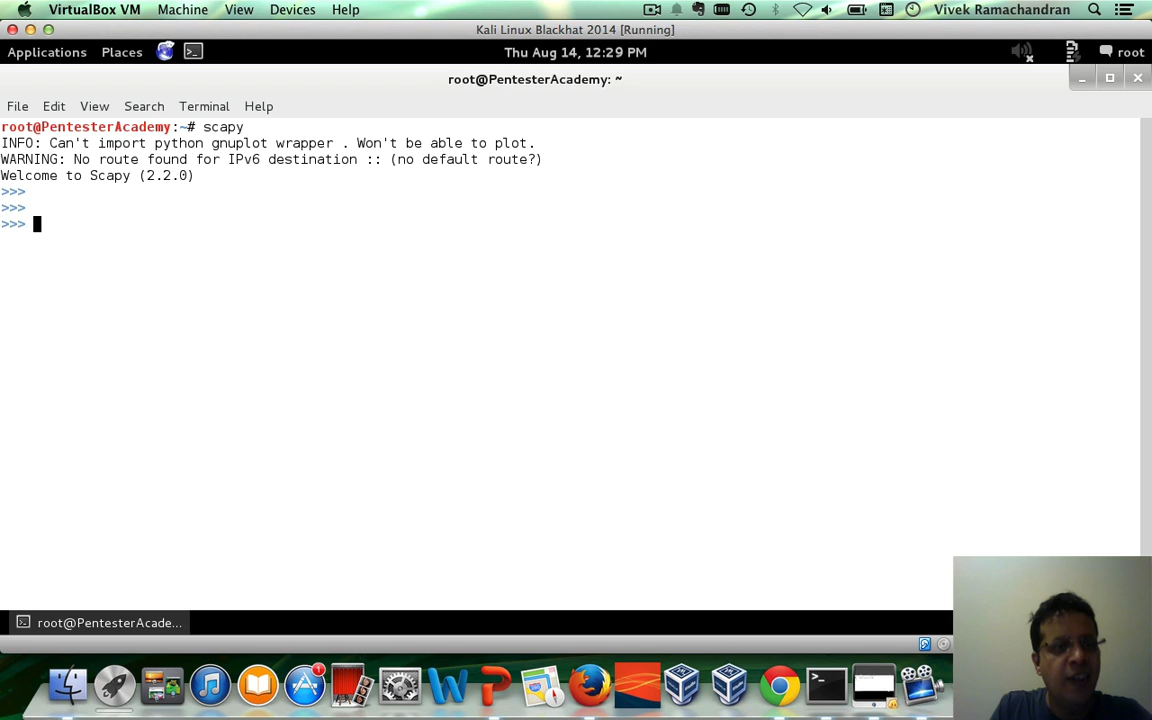 VirtualBox VM Machine View Devices Help Vivek Ramachandran
Kali Linux Blackhat 2014 [Running]
Applications Places Thu Aug 14, 12:29 PM root
root@PentesterAcademy: ~
File Edit View Search Terminal Help
root@PentesterAcademy:~# scapy
INFO: Can't import python gnuplot wrapper . Won't be able to plot.
WARNING: No route found for IPv6 destination :: (no default route?)
Welcome to Scapy (2.2.0)
>>>
>>>
>>>
root@PentesterAcade...